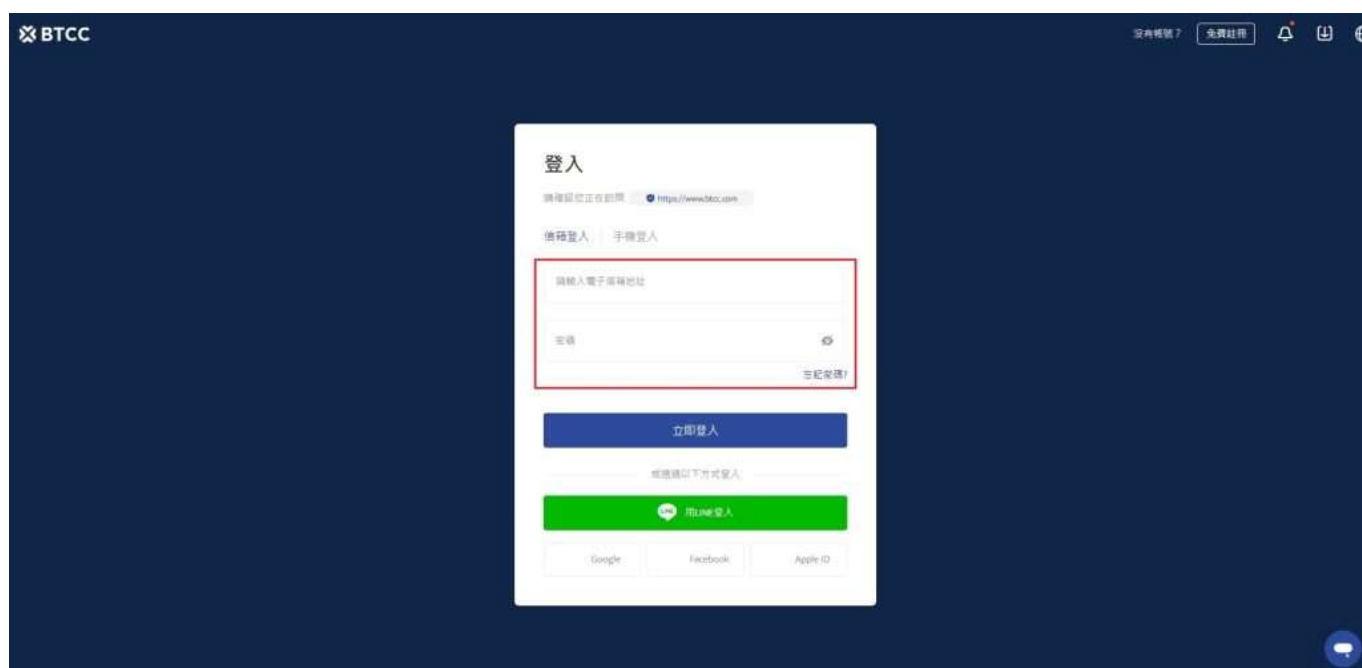 BTCC
沒有帳號？ 免費註冊
登入
請確認您正在訪問 https://www.btcc.com
信箱登入 手機登入
請輸入電子信箱地址
密碼
忘記密碼?
立即登入
或透過以下方式登入
LINE 用LINE登入
Google Facebook Apple ID